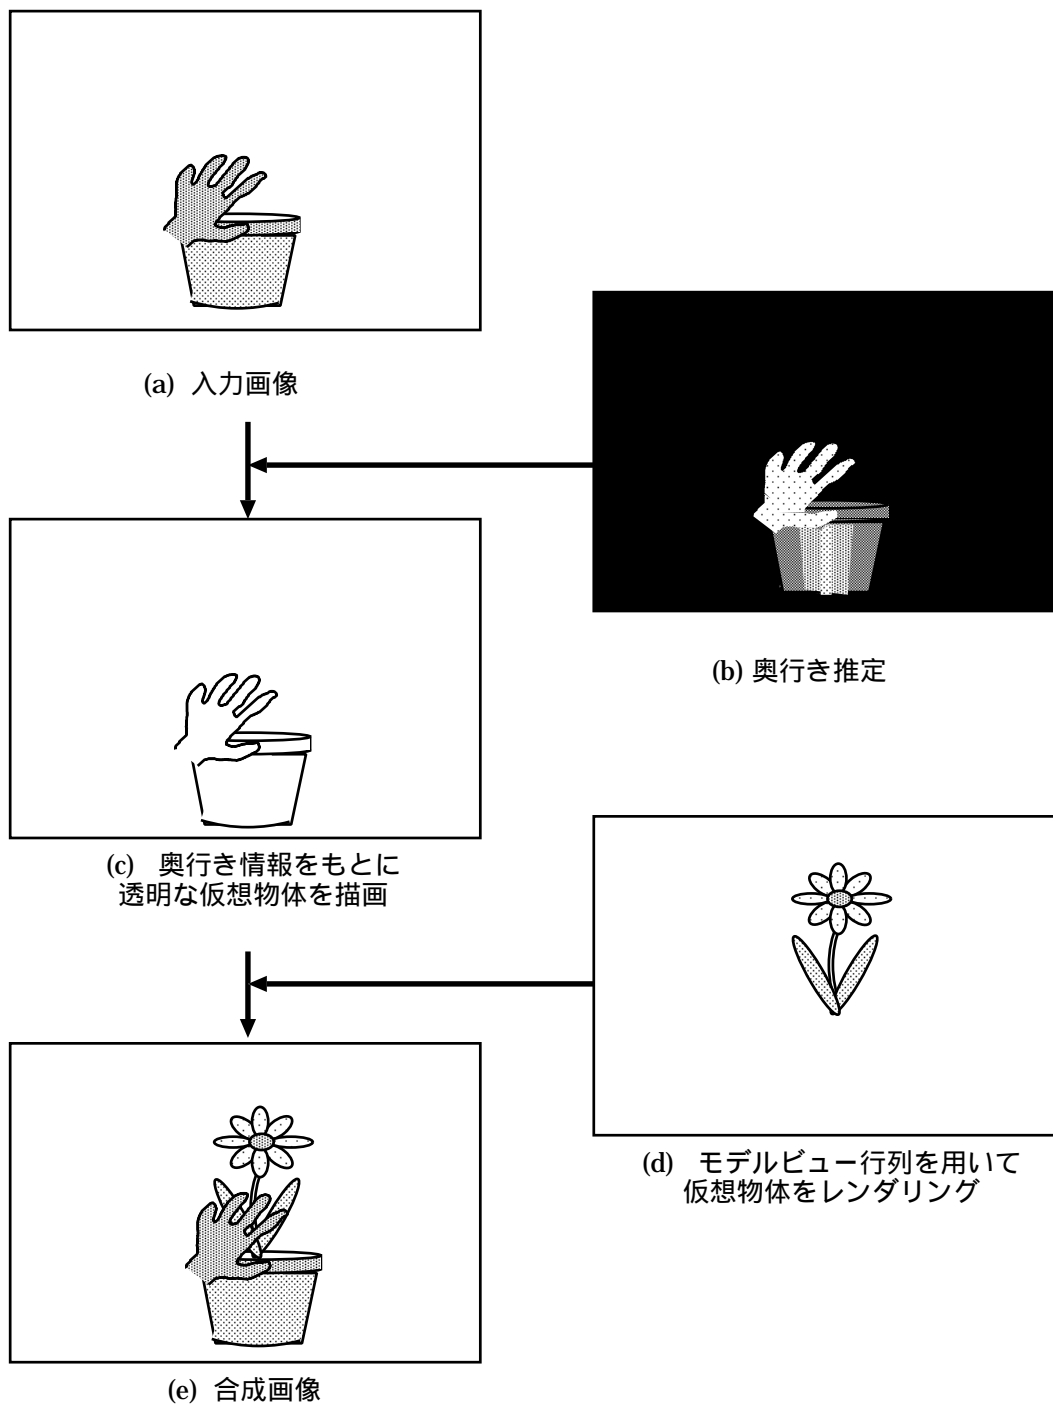 (a) 入力画像
(b) 奥行き推定
(c) 奥行き情報をもとに
透明な仮想物体を描画
(d) モデルビュー行列を用いて
仮想物体をレンダリング
(e) 合成画像